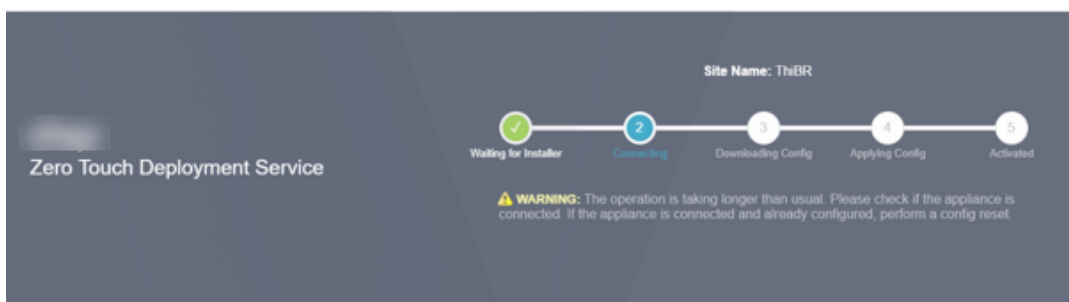 Site Name: ThiBR
✓
2
3
4
5
Waiting for Installer
Connecting
Downloading Config
Applying Config
Activated
Zero Touch Deployment Service
⚠ WARNING: The operation is taking longer than usual. Please check if the appliance is
connected. If the appliance is connected and already configured, perform a config reset.